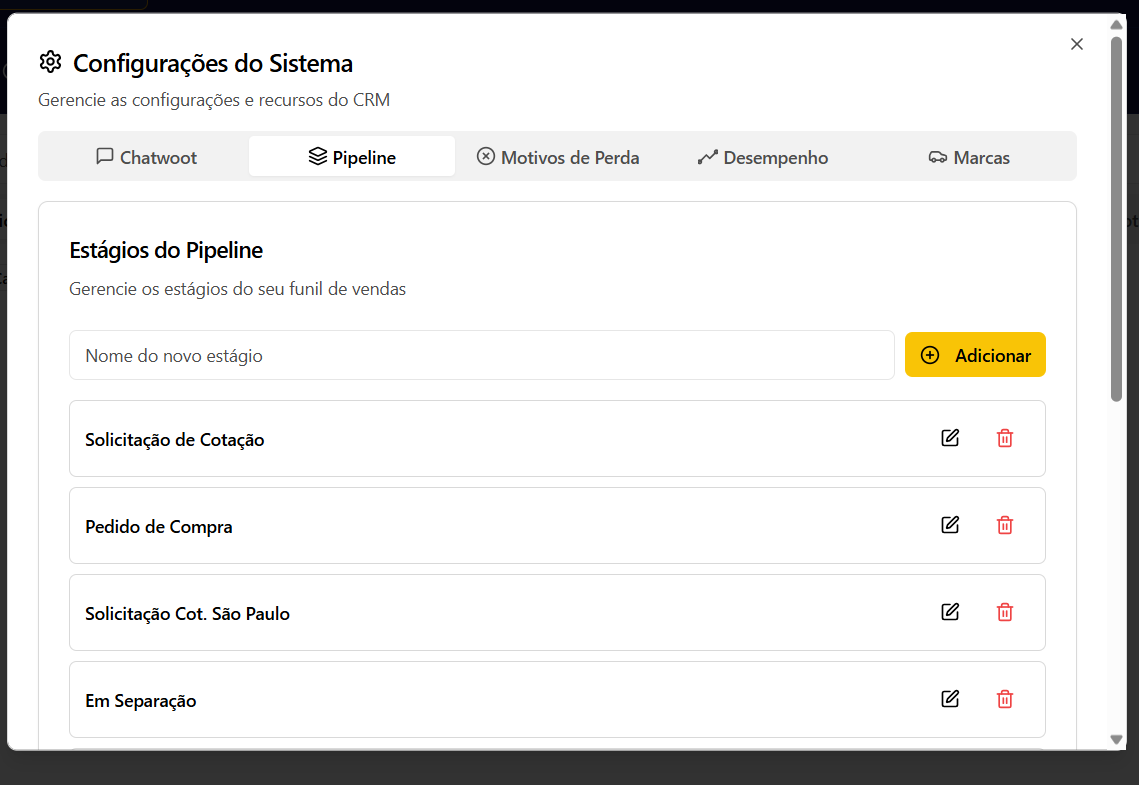 Configurações do Sistema
Gerencie as configurações e recursos do CRM
Chatwoot
Pipeline
Motivos de Perda
Desempenho
Marcas
Estágios do Pipeline
Gerencie os estágios do seu funil de vendas
Nome do novo estágio
Adicionar
Solicitação de Cotação
Pedido de Compra
Solicitação Cot. São Paulo
Em Separação